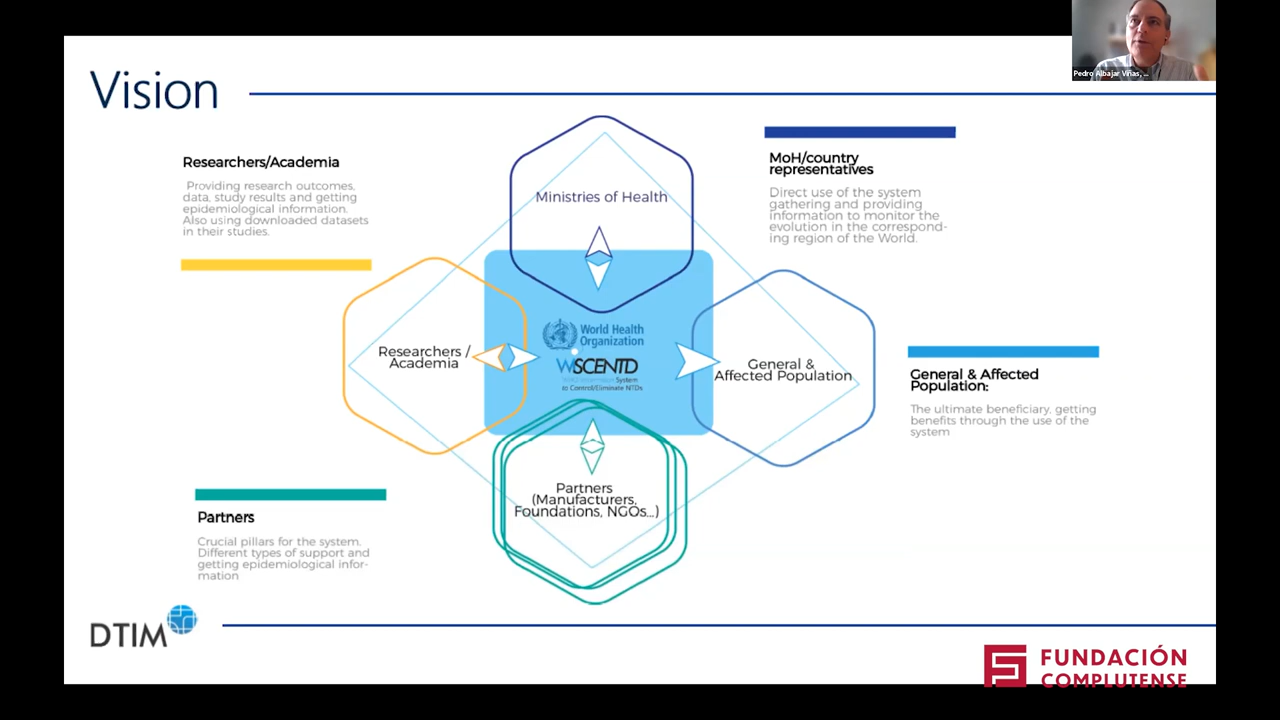 Pedro Albajar Viñas, ...
Vision
Researchers/Academia
Providing research outcomes,
data, study results and getting
epidemiological information.
Also using downloaded datasets
in their studies.
Ministries of Health
MoH/country
representatives
Direct use of the system
gathering and providing
information to monitor the
evolution in the correspond-
ing region of the World.
World Health
Organization
WISCENTD
System
to Control/Eliminate NTDs
Researchers /
Academia
General &
Affected Population
General & Affected
Population:
The ultimate beneficiary, getting
benefits through the use of the
system
Partners
(Manufacturers,
Foundations, NGOs...)
Partners
Crucial pillars for the system.
Different types of support and
getting epidemiological infor-
mation
DTIM
FUNDACIÓN
COMPLUTENSE